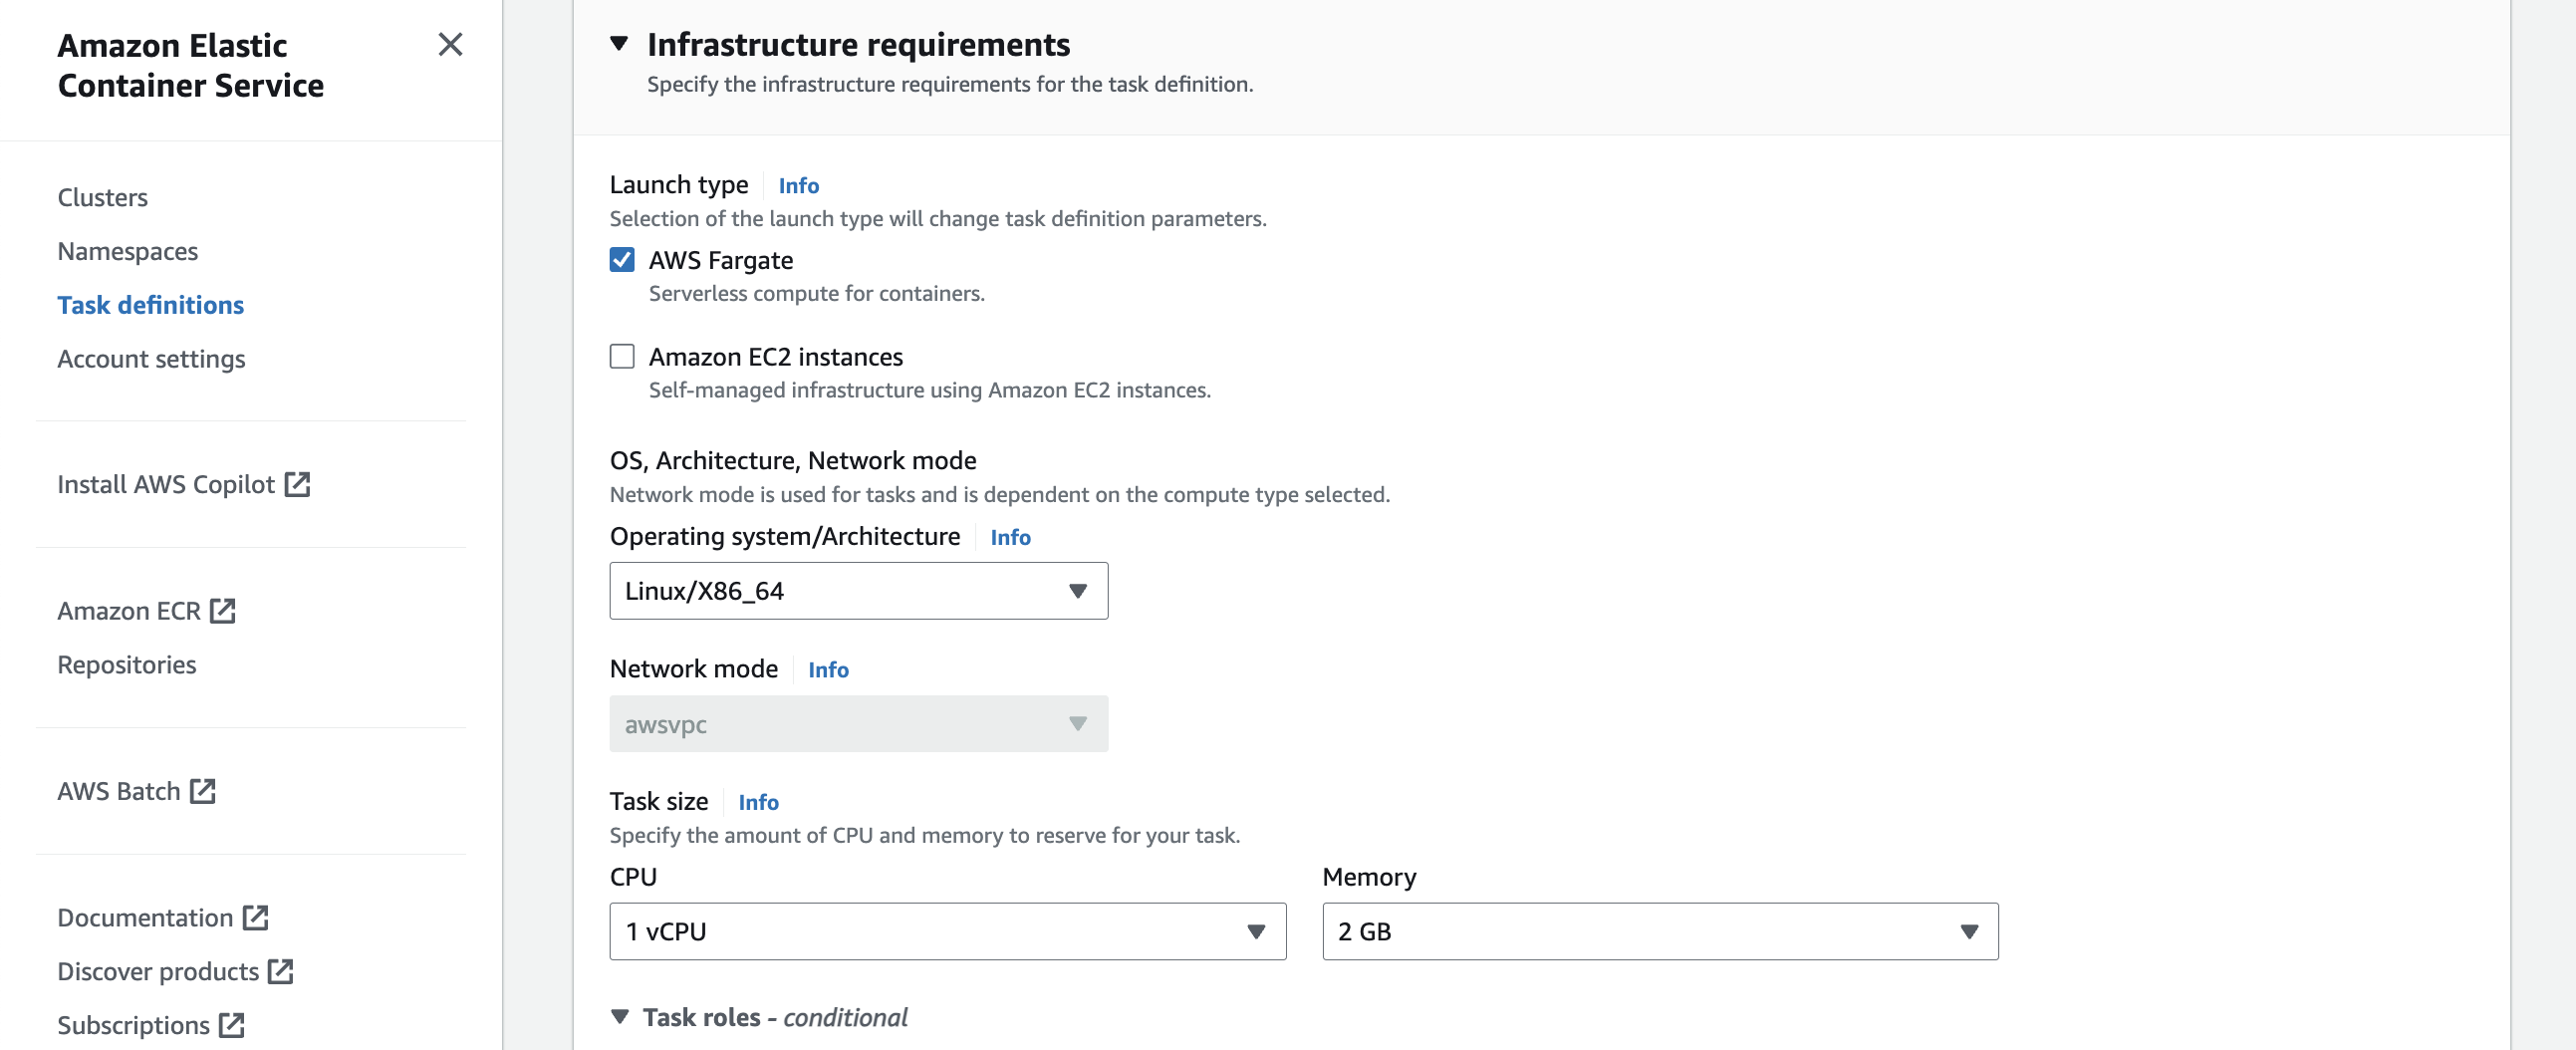 Amazon Elastic
Container Service
Clusters
Namespaces
Task definitions
Account settings
Install AWS Copilot
Amazon ECR
Repositories
AWS Batch
Documentation
Discover products
Subscriptions
Infrastructure requirements
Specify the infrastructure requirements for the task definition.
Launch type Info
Selection of the launch type will change task definition parameters.
AWS Fargate
Serverless compute for containers.
Amazon EC2 instances
Self-managed infrastructure using Amazon EC2 instances.
OS, Architecture, Network mode
Network mode is used for tasks and is dependent on the compute type selected.
Operating system/Architecture Info
Linux/X86_64
Network mode Info
awsvpc
Task size Info
Specify the amount of CPU and memory to reserve for your task.
CPU Memory
1 vCPU 2 GB
Task roles - conditional